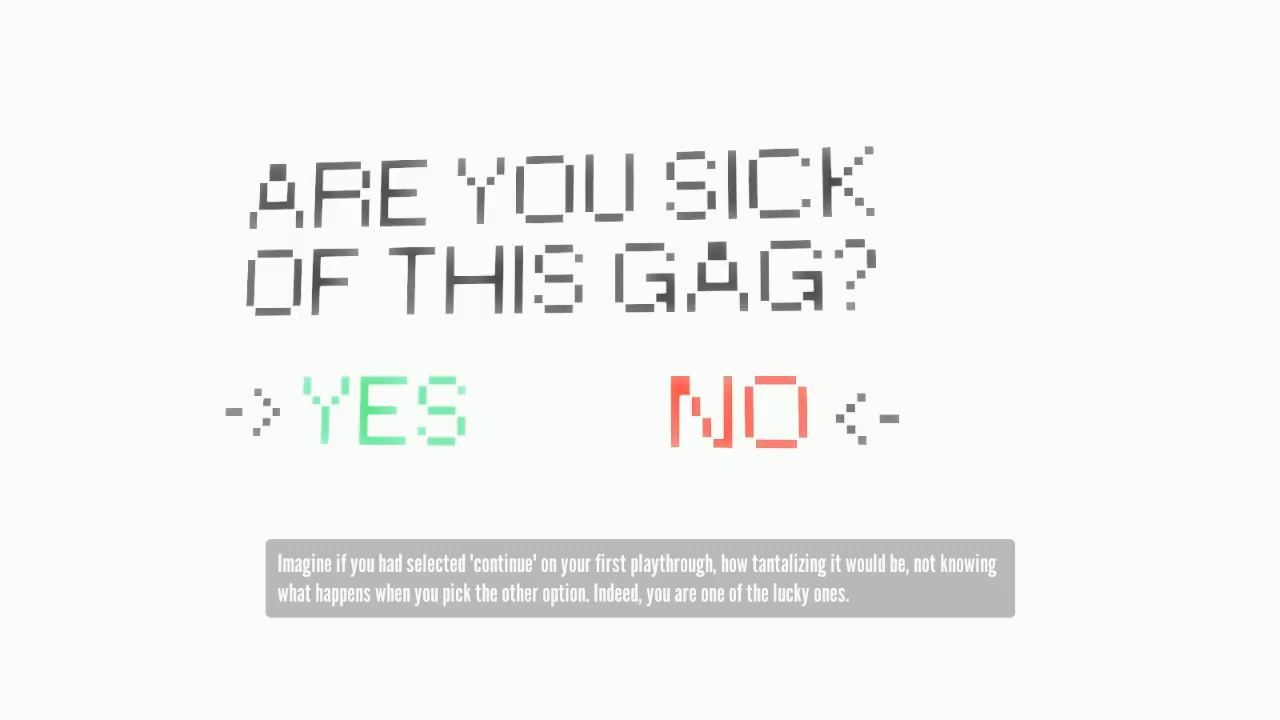 ARE YOU SICK
OF THIS GAG?
-> YES NO <-
Imagine if you had selected 'continue' on your first playthrough, how tantalizing it would be, not knowing
what happens when you pick the other option. Indeed, you are one of the lucky ones.